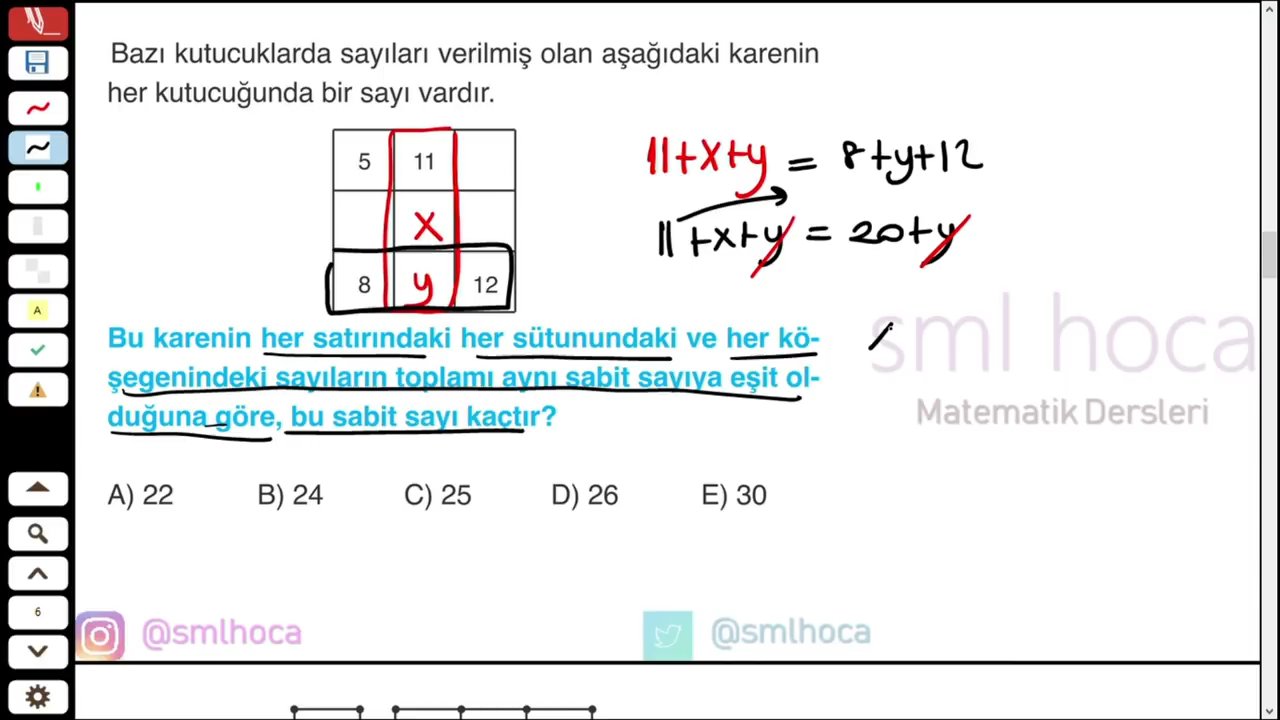 Bazı kutucuklarda sayıları verilmiş olan aşağıdaki karenin
her kutucuğunda bir sayı vardır.
5 11
x
8 y 12
11+x+y = 8+y+12
11+x+y = 20+y
Bu karenin her satırındaki her sütunundaki ve her kö-
şegenindeki sayıların toplamı aynı sabit sayıya eşit ol-
duğuna göre, bu sabit sayı kaçtır?
sml hoca
Matematik Dersleri
A) 22 B) 24 C) 25 D) 26 E) 30
A
6
@smlhoca @smlhoca